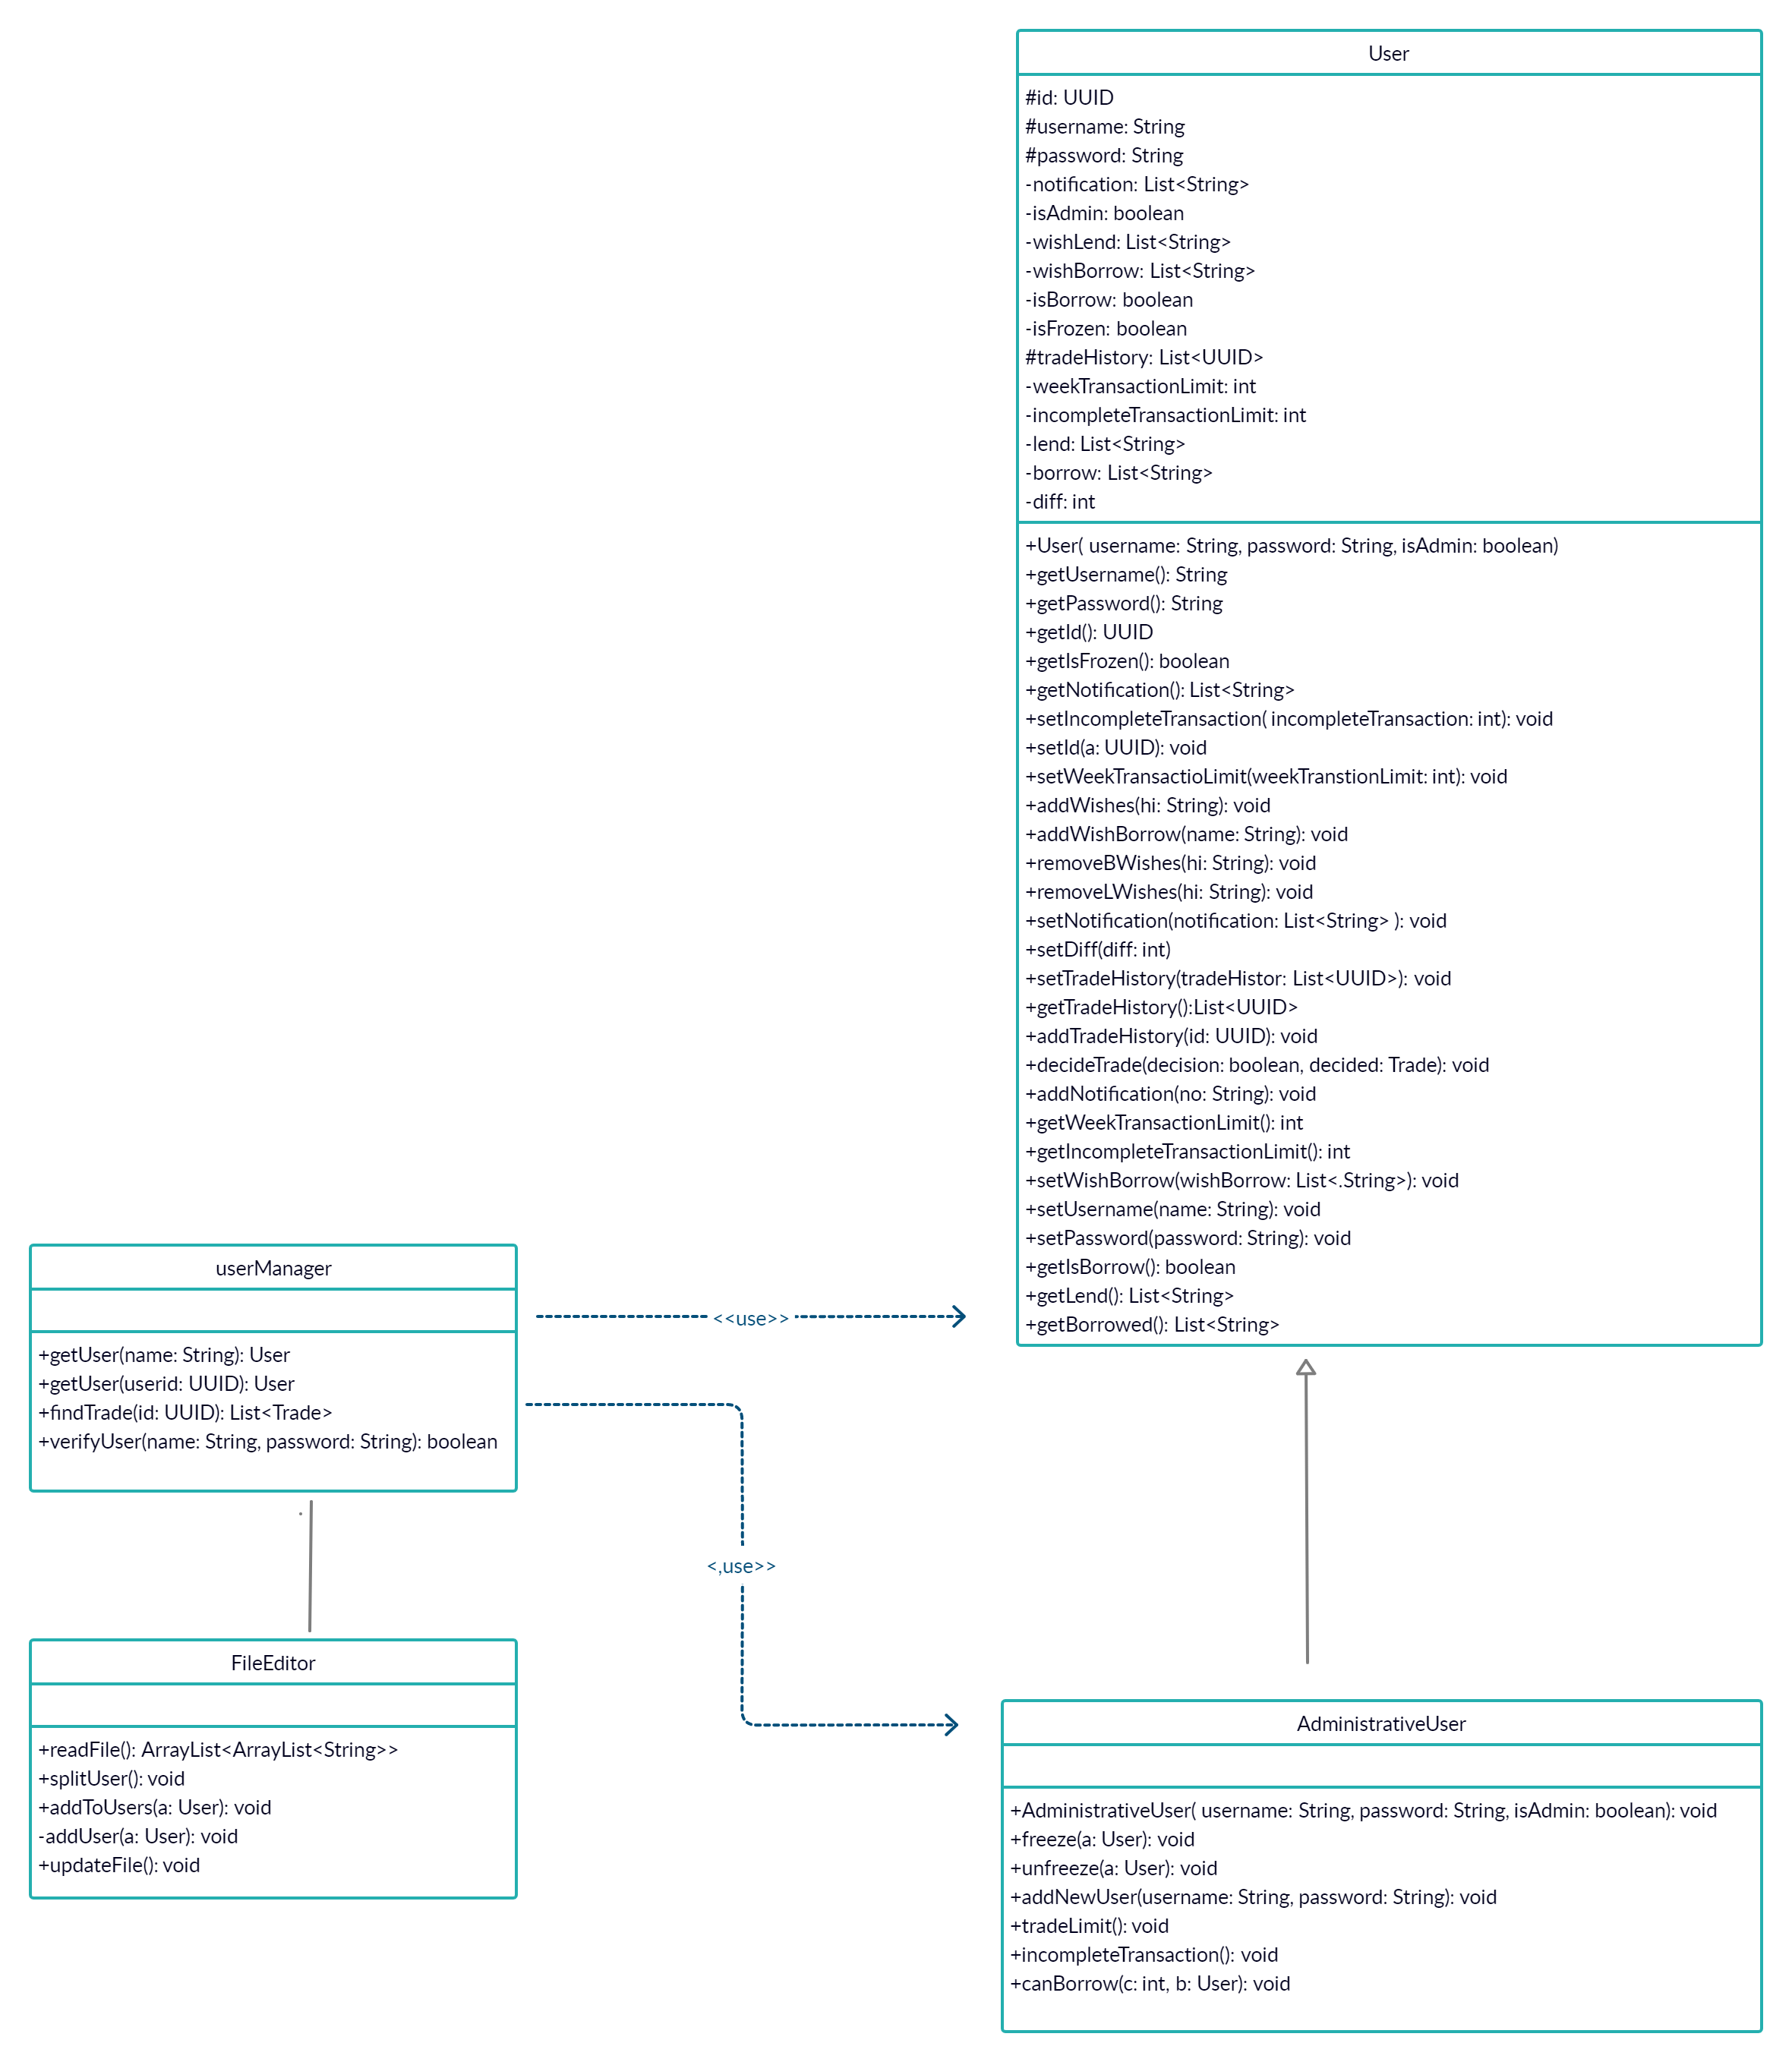 User
#id: UUID
#username: String
#password: String
-notification: List<String>
-isAdmin: boolean
-wishLend: List<String>
-wishBorrow: List<String>
-isBorrow: boolean
-isFrozen: boolean
#tradeHistory: List<UUID>
-weekTransactionLimit: int
-incompleteTransactionLimit: int
-lend: List<String>
-borrow: List<String>
-diff: int
+User( username: String, password: String, isAdmin: boolean)
+getUsername(): String
+getPassword(): String
+getId(): UUID
+getIsFrozen(): boolean
+getNotification(): List<String>
+setIncompleteTransaction( incompleteTransaction: int): void
+setId(a: UUID): void
+setWeekTransactioLimit(weekTranstionLimit: int): void
+addWishes(hi: String): void
+addWishBorrow(name: String): void
+removeBWishes(hi: String): void
+removeLWishes(hi: String): void
+setNotification(notification: List<String> ): void
+setDiff(diff: int)
+setTradeHistory(tradeHistor: List<UUID>): void
+getTradeHistory():List<UUID>
+addTradeHistory(id: UUID): void
+decideTrade(decision: boolean, decided: Trade): void
+addNotification(no: String): void
+getWeekTransactionLimit(): int
+getIncompleteTransactionLimit(): int
+setWishBorrow(wishBorrow: List<.String>): void
+setUsername(name: String): void
+setPassword(password: String): void
+getIsBorrow(): boolean
+getLend(): List<String>
+getBorrowed(): List<String>
userManager
+getUser(name: String): User
+getUser(userid: UUID): User
+findTrade(id: UUID): List<Trade>
+verifyUser(name: String, password: String): boolean
<<use>>
<,use>>
FileEditor
+readFile(): ArrayList<ArrayList<String>>
+splitUser(): void
+addToUsers(a: User): void
-addUser(a: User): void
+updateFile(): void
AdministrativeUser
+AdministrativeUser( username: String, password: String, isAdmin: boolean): void
+freeze(a: User): void
+unfreeze(a: User): void
+addNewUser(username: String, password: String): void
+tradeLimit(): void
+incompleteTransaction(): void
+canBorrow(c: int, b: User): void